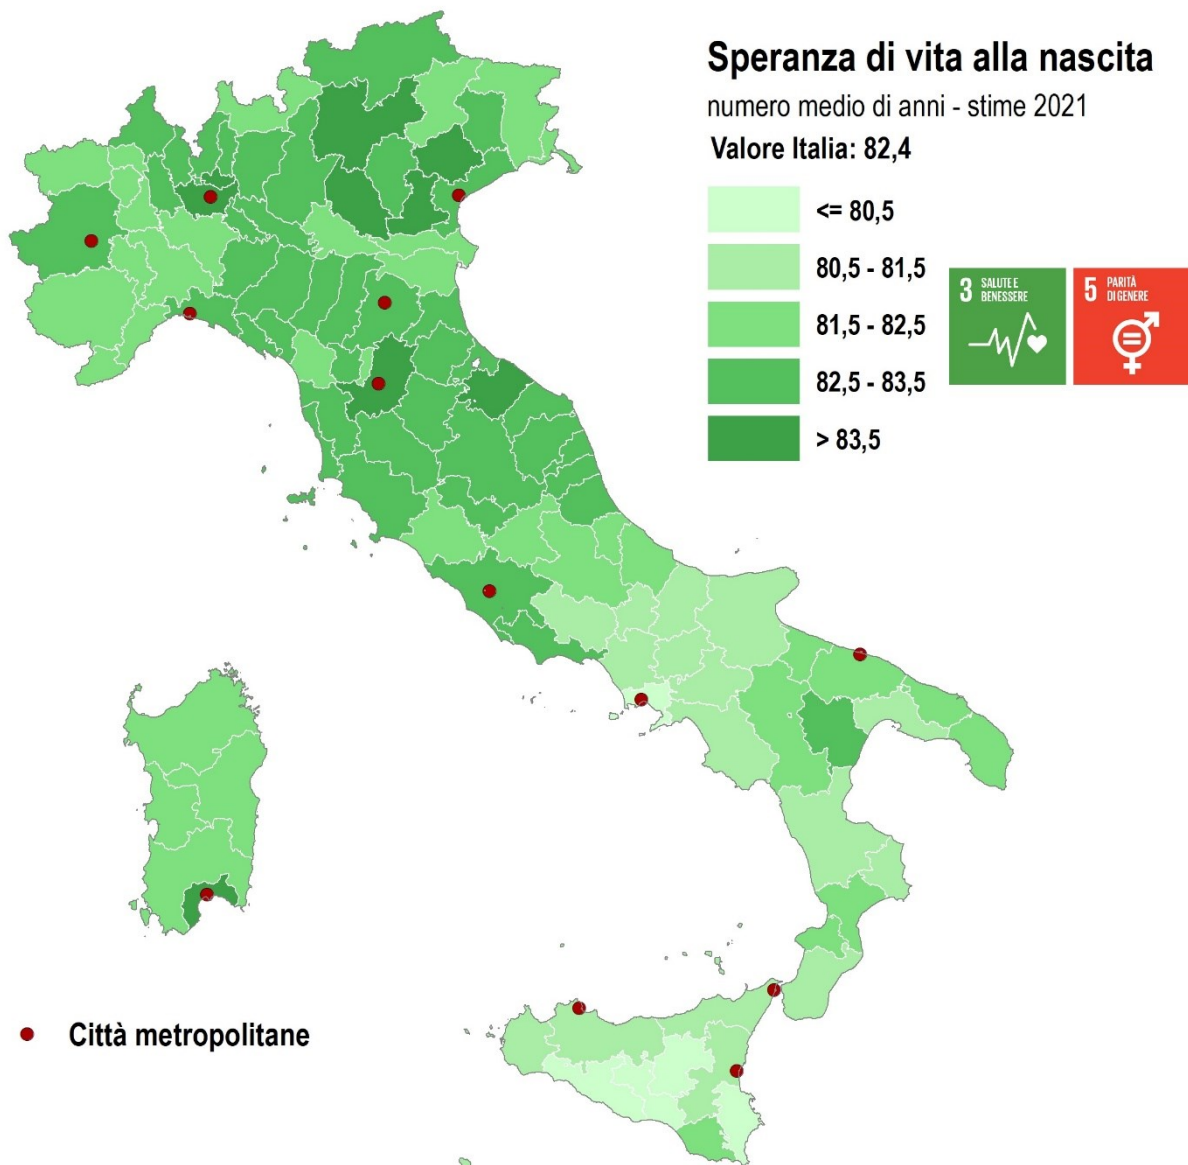 Speranza di vita alla nascita
numero medio di anni - stime 2021
Valore Italia: 82,4
<= 80,5
80,5 - 81,5
81,5 - 82,5
82,5 - 83,5
> 83,5
3 SALUTE E
BENESSERE
5 PARITÀ
DI GENERE
Città metropolitane